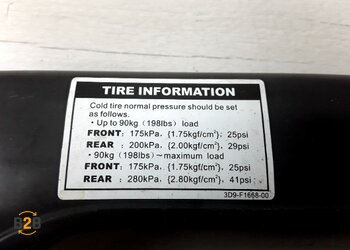 TIRE INFORMATION
Cold tire normal pressure should be set
as follows.
・Up to 90kg (198lbs) load
FRONT : 175kPa, {1.75kgf/cm²}, 25psi
REAR : 200kPa, {2.00kgf/cm²}, 29psi
・90kg (198lbs)~maximum load
FRONT : 175kPa, {1.75kgf/cm²}, 25psi
REAR : 280kPa, {2.80kgf/cm²}, 41psi
3D9-F1668-00
B2B